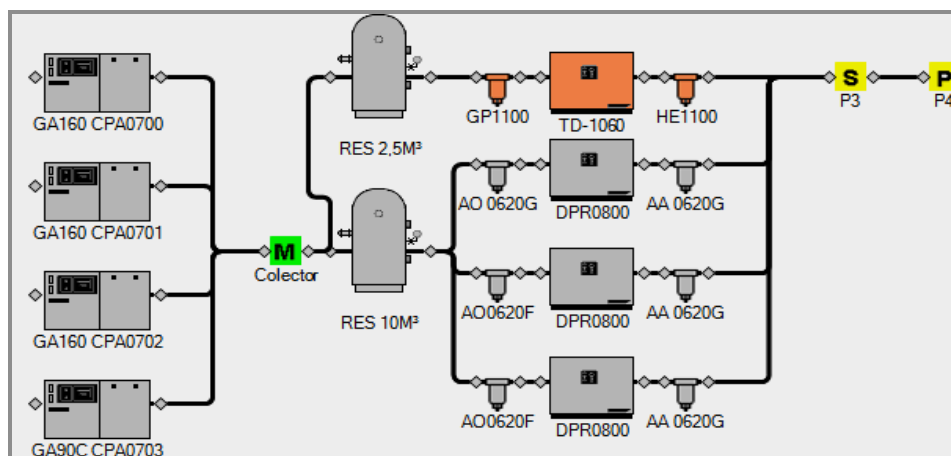 GA160 CPA0700
GA160 CPA0701
GA160 CPA0702
GA90C CPA0703
M
Colector
RES 2,5M³
RES 10M³
GP1100
TD-1060
HE1100
AO 0620G
DPR0800
AA 0620G
AO0620F
DPR0800
AA 0620G
AO0620F
DPR0800
AA 0620G
S
P3
P
P4